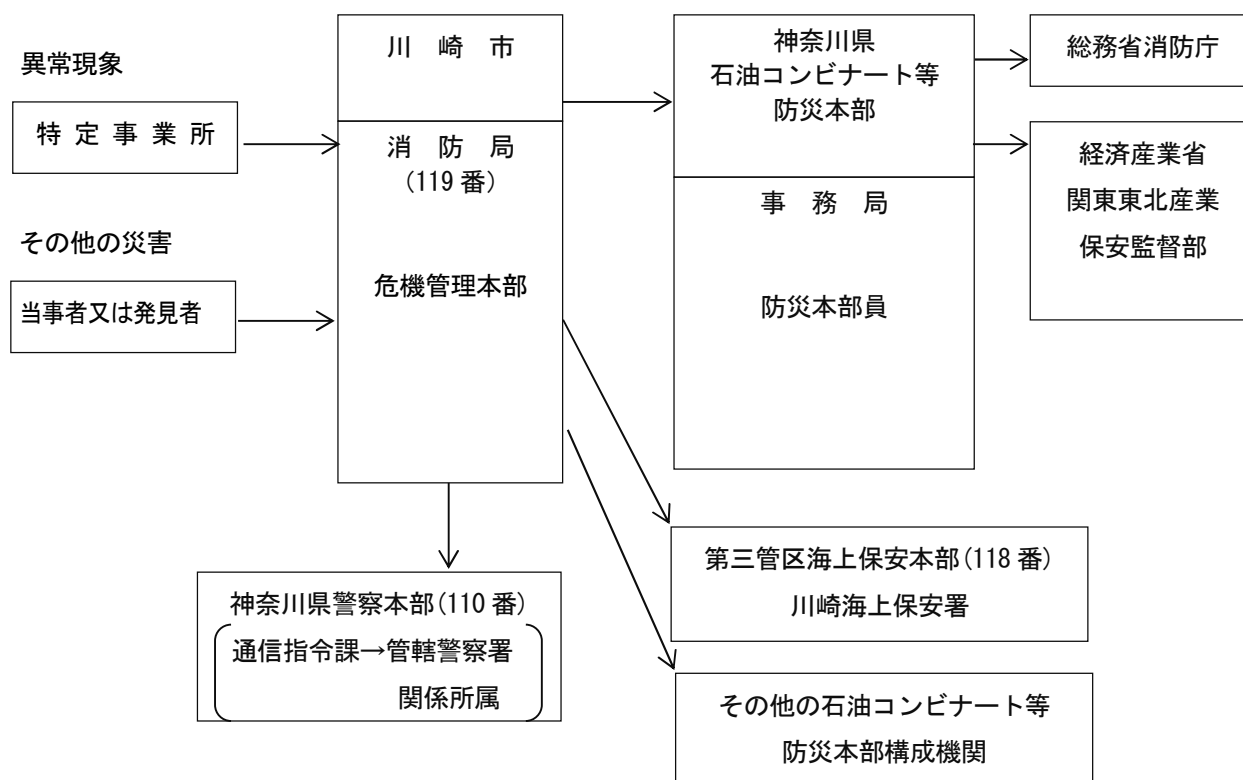 異常現象
特 定 事 業 所
その他の災害
当事者又は発見者
川 崎 市
消 防 局
(119 番)
危機管理本部
神奈川県
石油コンビナート等
防災本部
事 務 局
防災本部員
総務省消防庁
経済産業省
関東東北産業
保安監督部
神奈川県警察本部(110 番)
通信指令課→管轄警察署
関係所属
第三管区海上保安本部(118 番)
川崎海上保安署
その他の石油コンビナート等
防災本部構成機関